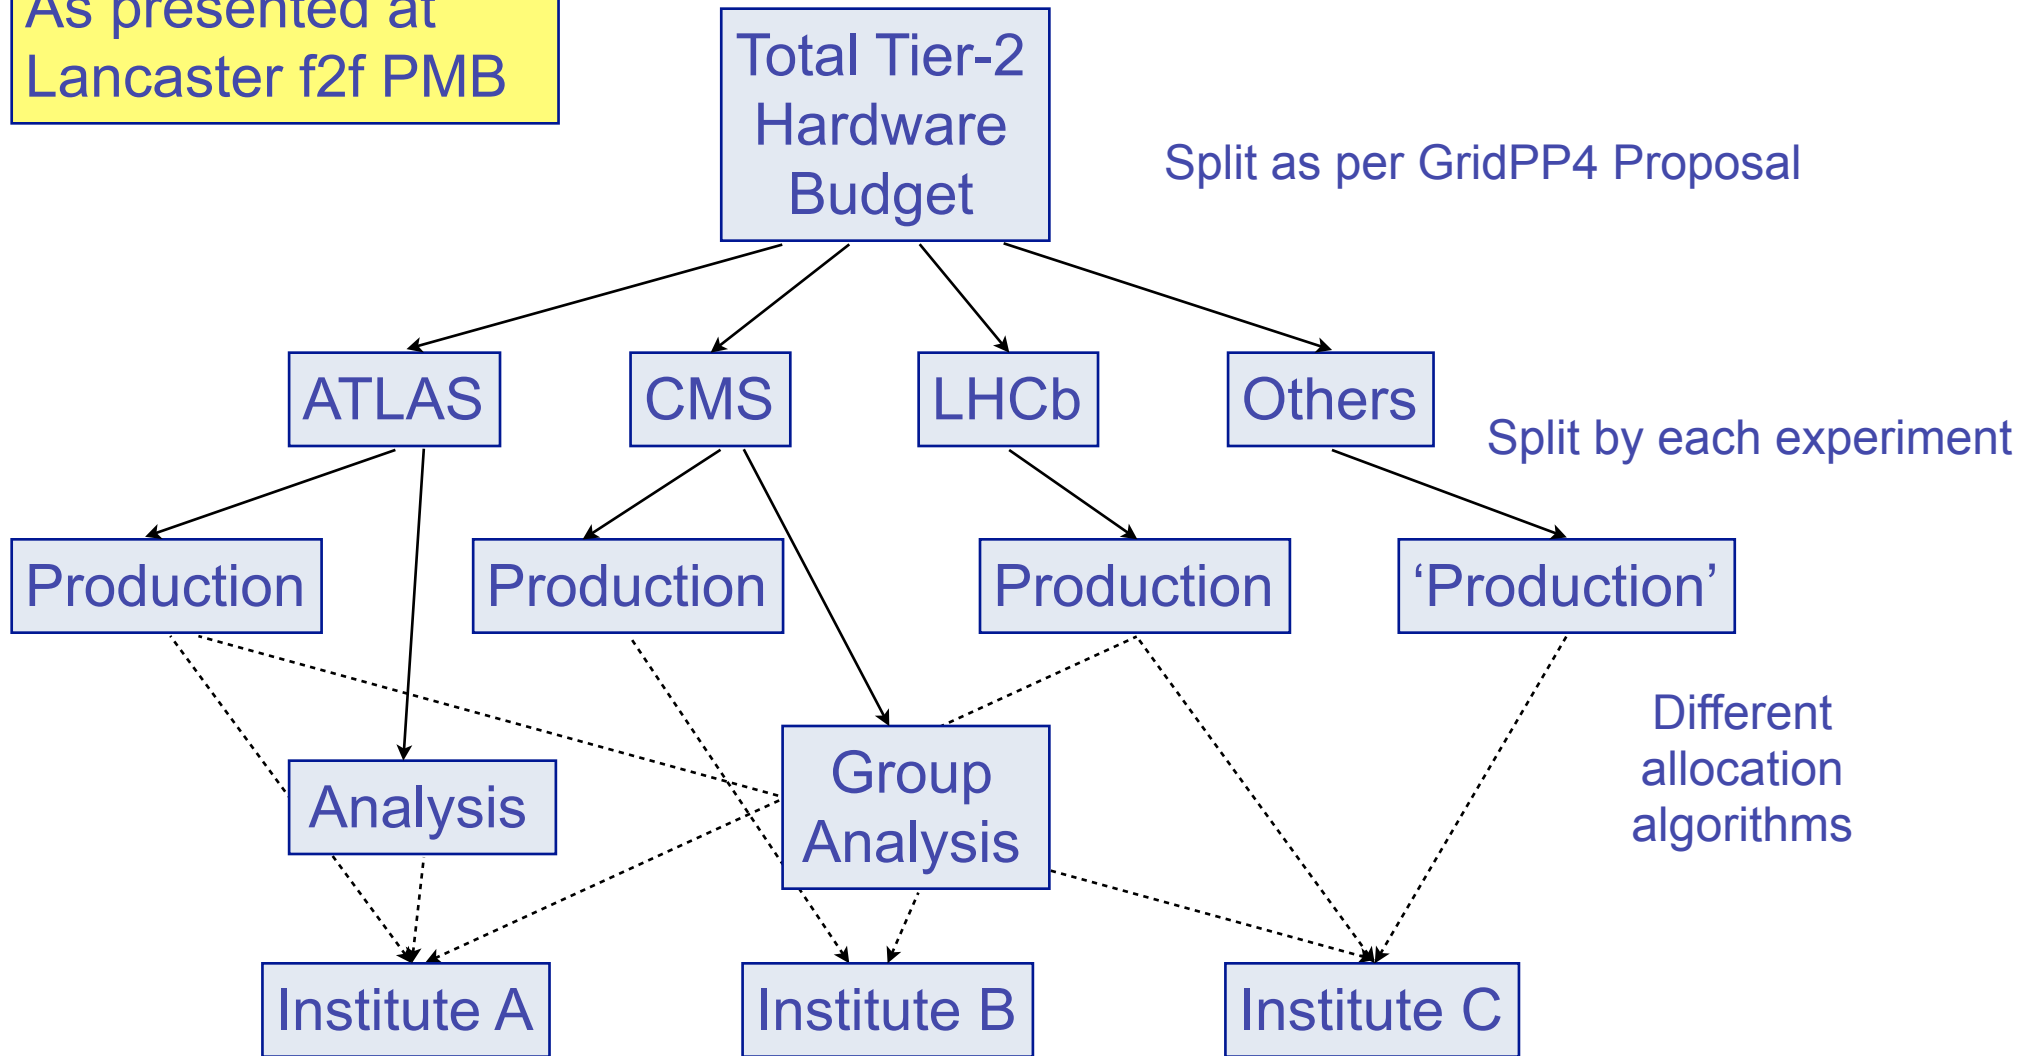 As presented at
Lancaster f2f PMB
Total Tier-2
Hardware
Budget
Split as per GridPP4 Proposal
ATLAS
CMS
LHCb
Others
Split by each experiment
Production
Production
Production
‘Production’
Different
allocation
algorithms
Analysis
Group
Analysis
Institute A
Institute B
Institute C